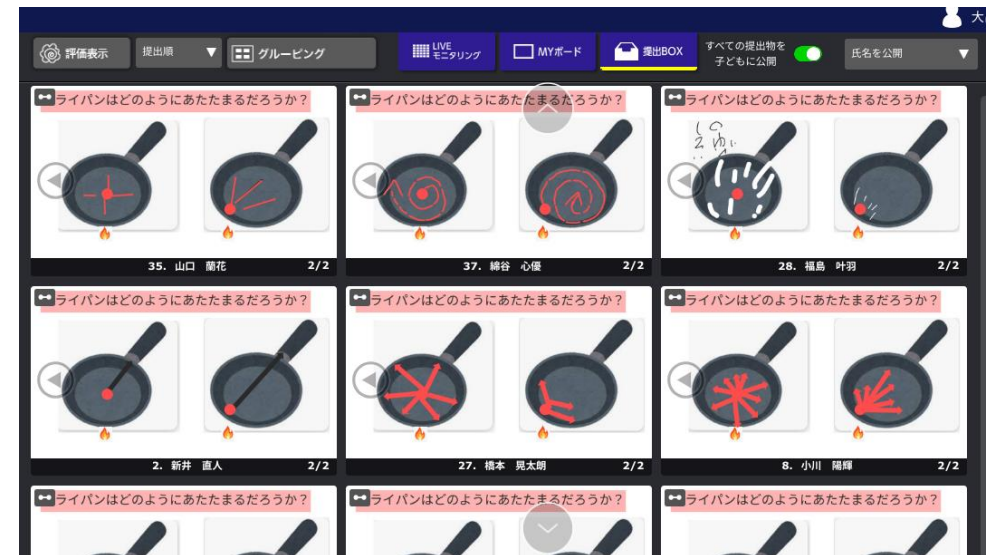 大
評価表示
提出順
グルーピング
LIVE
モニタリング
MYボード
提出BOX
すべての提出物を
子どもに公開
氏名を公開
ライパンはどのようにあたたまるだろうか？
ライパンはどのようにあたたまるだろうか？
ライパンはどのようにあたたまるだろうか？
35. 山口 蘭花 2/2
37. 綿谷 心優 2/2
28. 福島 叶羽 2/2
ライパンはどのようにあたたまるだろうか？
ライパンはどのようにあたたまるだろうか？
ライパンはどのようにあたたまるだろうか？
2. 新井 直人 2/2
27. 橋本 晃太朗 2/2
8. 小川 陽輝 2/2
ライパンはどのようにあたたまるだろうか？
ライパンはどのようにあたたまるだろうか？
ライパンはどのようにあたたまるだろうか？